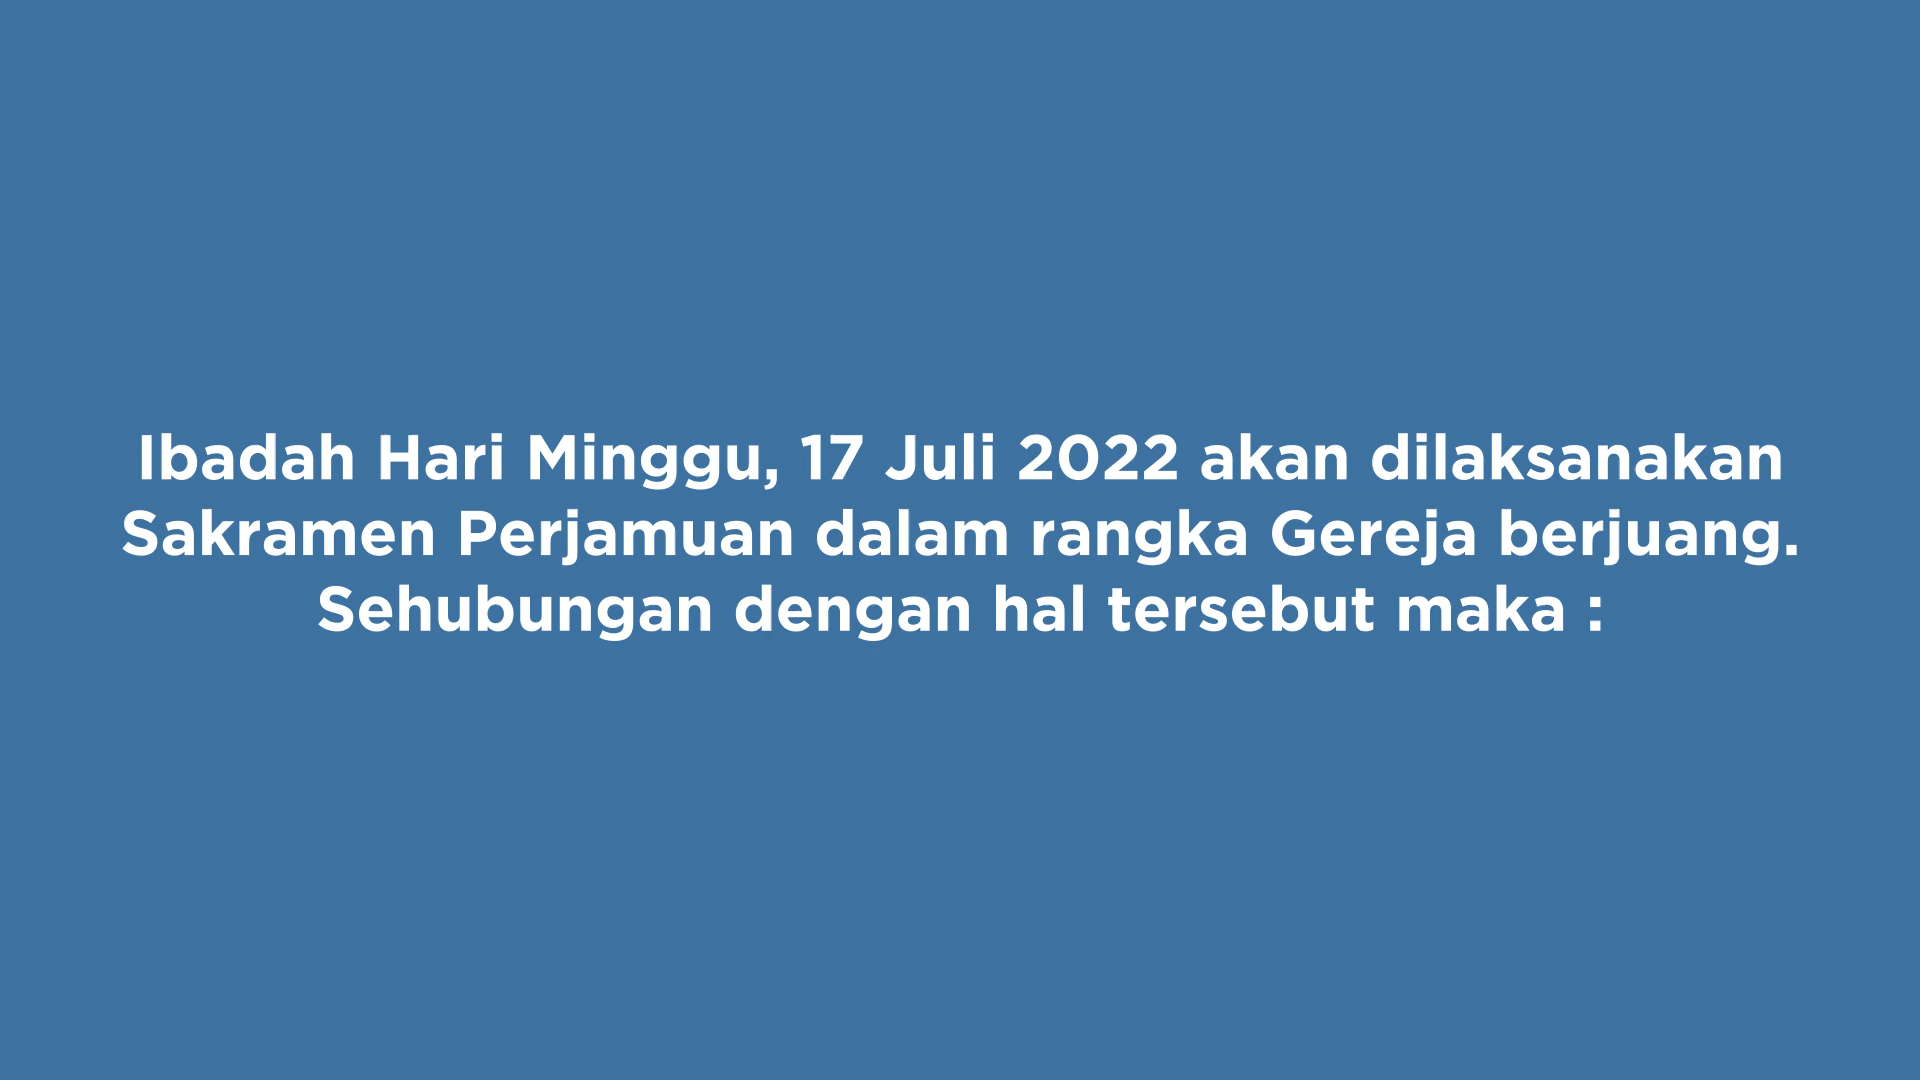 Ibadah Hari Minggu, 17 Juli 2022 akan dilaksanakan
Sakramen Perjamuan dalam rangka Gereja berjuang.
Sehubungan dengan hal tersebut maka :